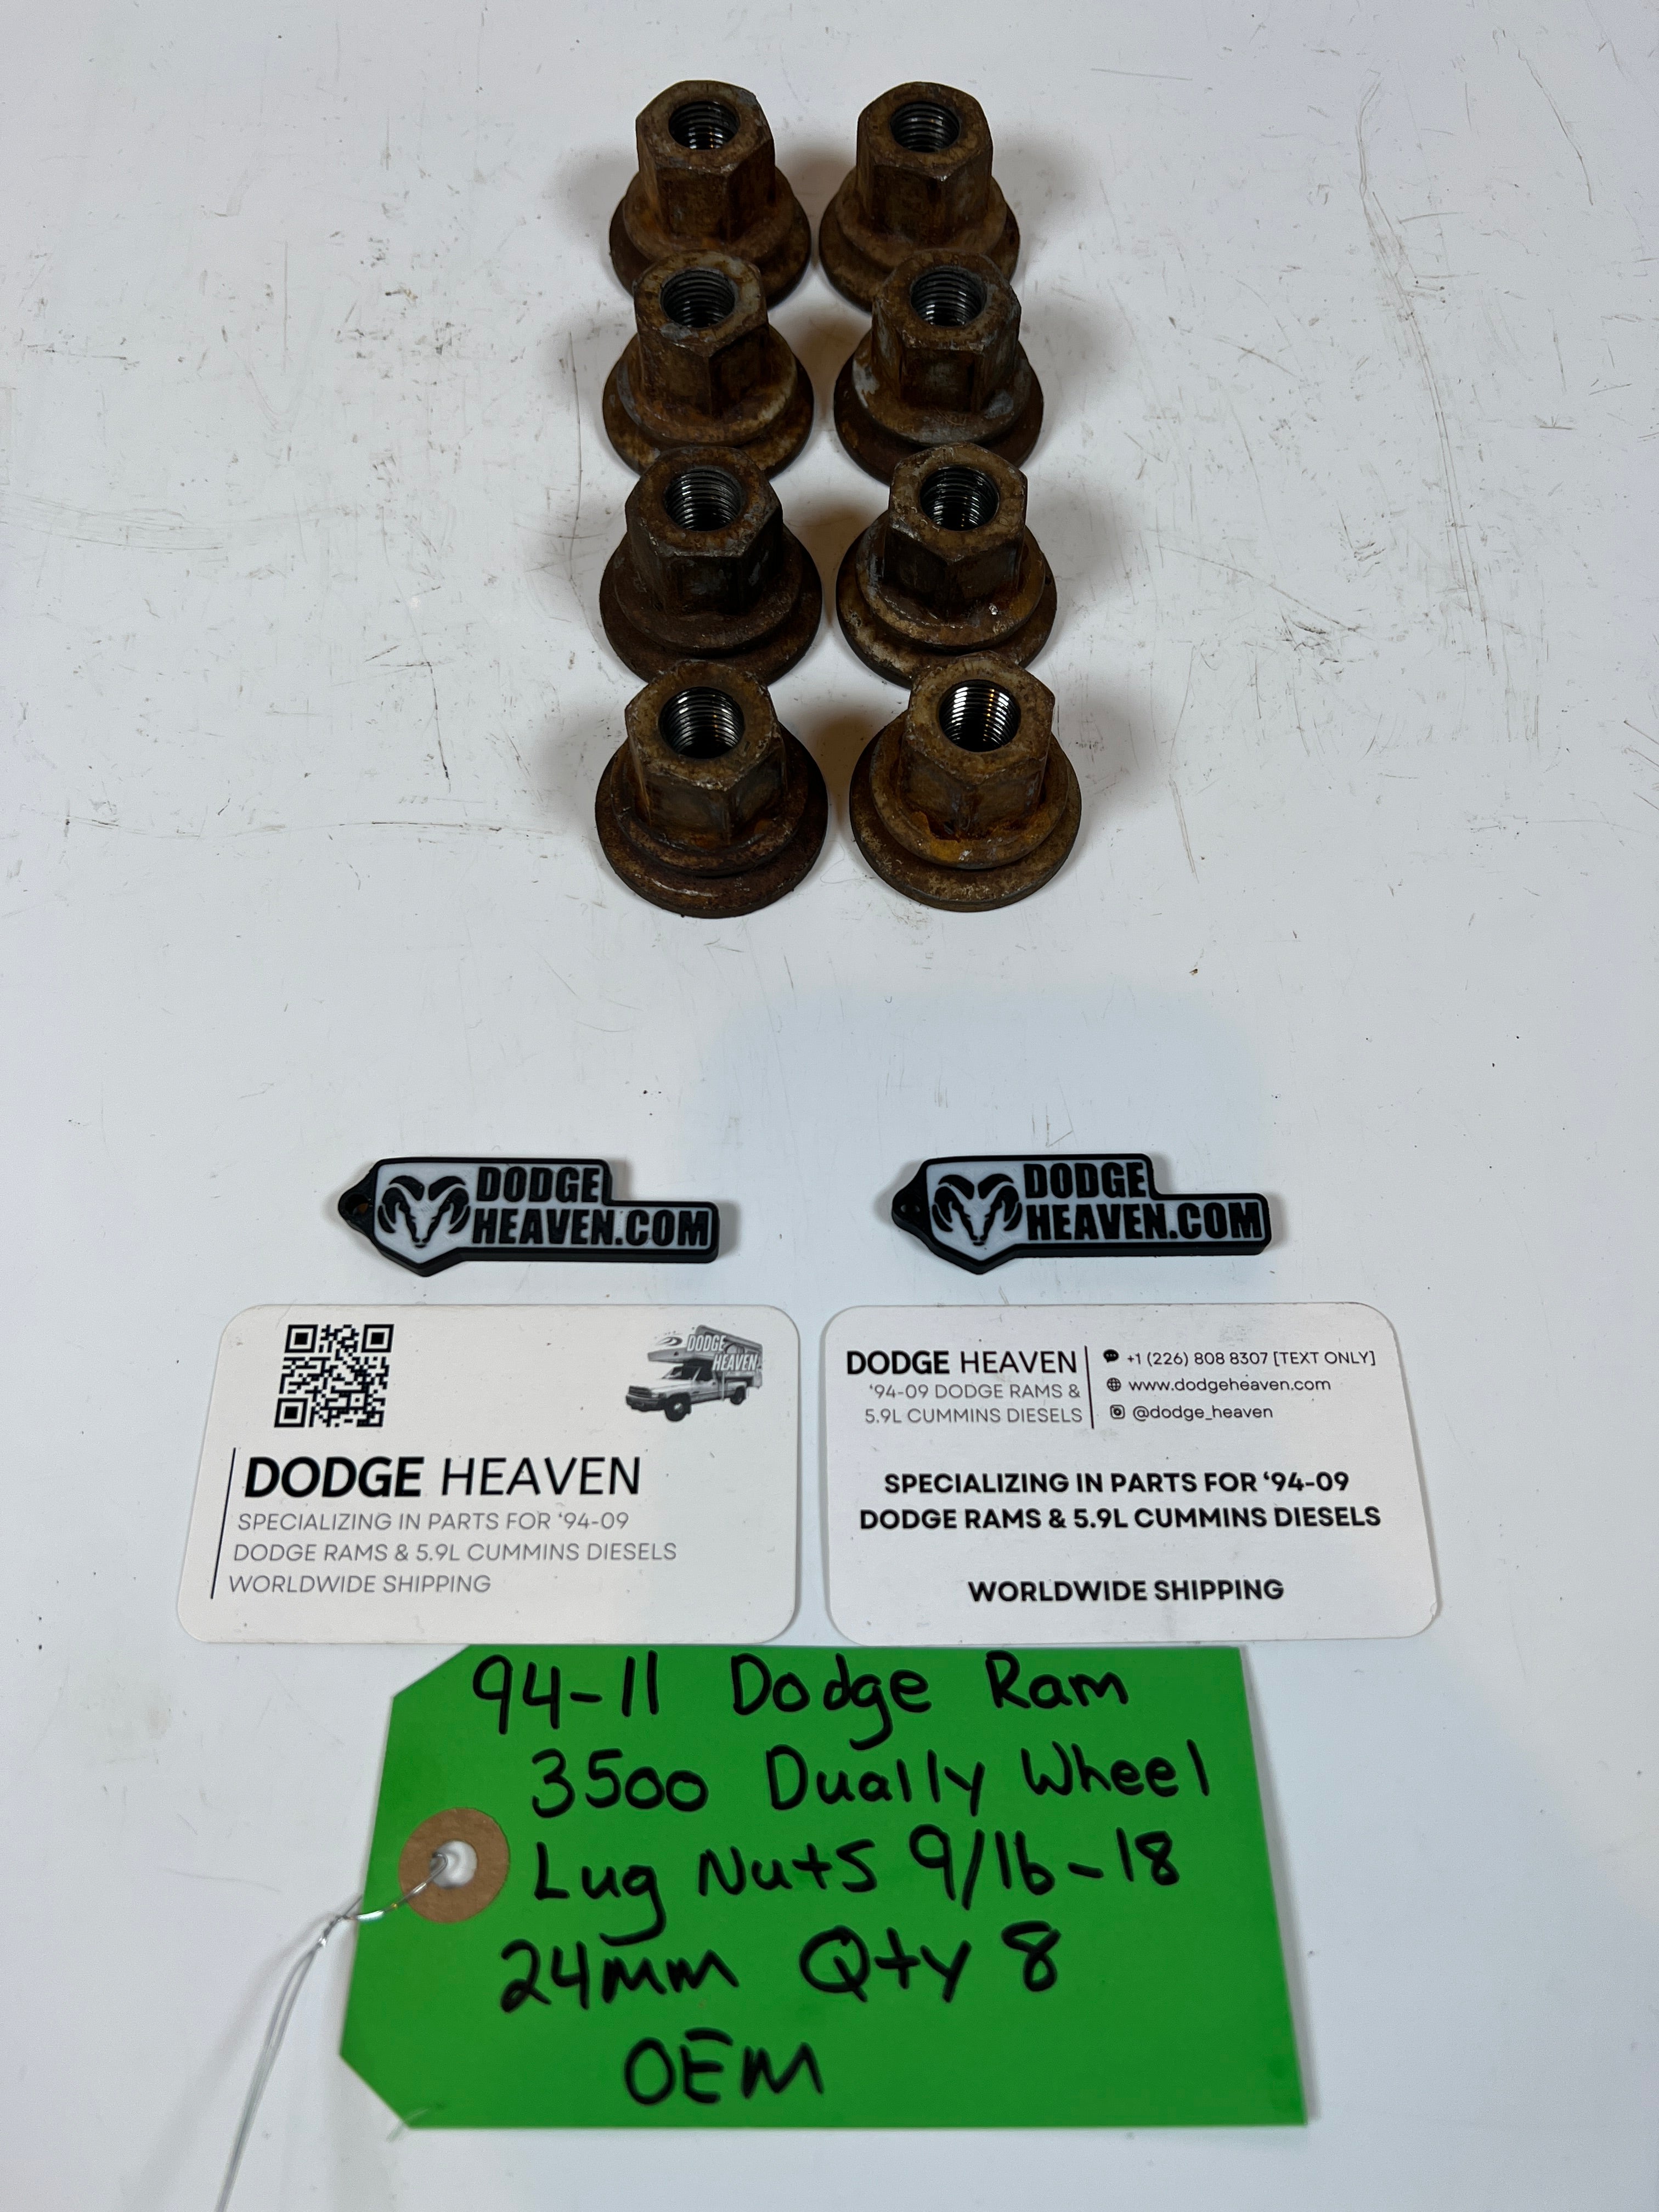 DODGE
HEAVEN.COM
DODGE
HEAVEN.COM
DODGE
HEAVEN
DODGE HEAVEN
SPECIALIZING IN PARTS FOR ‘94-09
DODGE RAMS & 5.9L CUMMINS DIESELS
WORLDWIDE SHIPPING
DODGE HEAVEN
‘94-09 DODGE RAMS &
5.9L CUMMINS DIESELS
+1 (226) 808 8307 [TEXT ONLY]
www.dodgeheaven.com
@dodge_heaven
SPECIALIZING IN PARTS FOR ‘94-09
DODGE RAMS & 5.9L CUMMINS DIESELS
WORLDWIDE SHIPPING
94-11 Dodge Ram
3500 Dually Wheel
Lug Nuts 9/16-18
24mm Qty 8
OEM